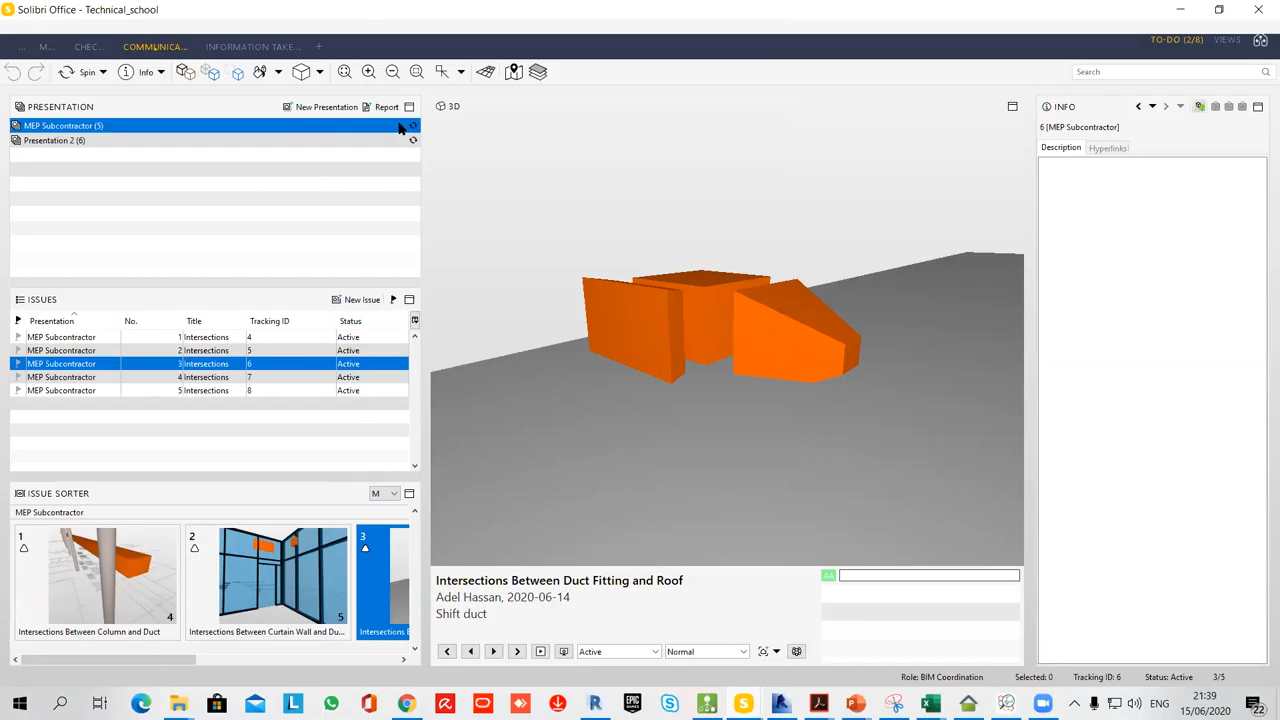 Solibri Office - Technical_school
... M... CHEC... COMMUNICA... INFORMATION TAKE... +
TO-DO (2/8) VIEWS
Spin Info Search
PRESENTATION New Presentation Report
MEP Subcontractor (5)
Presentation 2 (6)
ISSUES New Issue
Presentation No. Title Tracking ID Status
MEP Subcontractor 1 Intersections 4 Active
MEP Subcontractor 2 Intersections 5 Active
MEP Subcontractor 3 Intersections 6 Active
MEP Subcontractor 4 Intersections 7 Active
MEP Subcontractor 5 Intersections 8 Active
ISSUE SORTER M
MEP Subcontractor
1 4
Intersections Between Column and Duct
2 5
Intersections Between Curtain Wall and Du...
3
Intersections B
3D
Intersections Between Duct Fitting and Roof
Adel Hassan, 2020-06-14
Shift duct
AA
Active Normal
INFO
6 [MEP Subcontractor]
Description Hyperlinks
Role: BIM Coordination Selected: 0 Tracking ID: 6 Status: Active 3/5
L R EPIC GAMES S
ENG 21:39
15/06/2020 22